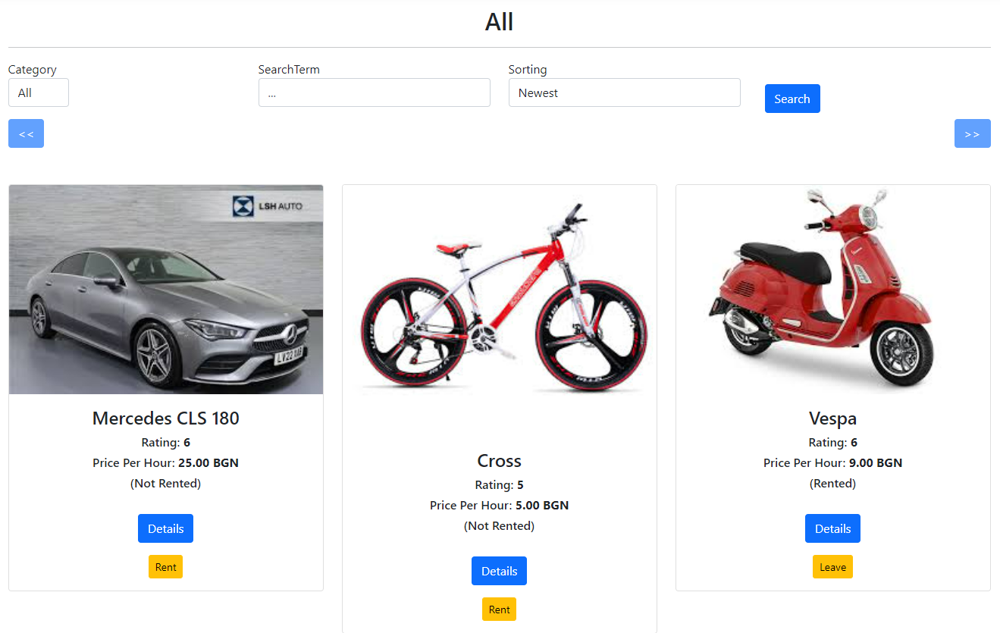 All
Category
SearchTerm
Sorting
All
...
Newest
Search
<<
>>
LSH AUTO
Mercedes CLS 180
Rating: 6
Price Per Hour: 25.00 BGN
(Not Rented)
Details
Rent
Cross
Rating: 5
Price Per Hour: 5.00 BGN
(Not Rented)
Details
Rent
Vespa
Rating: 6
Price Per Hour: 9.00 BGN
(Rented)
Details
Leave